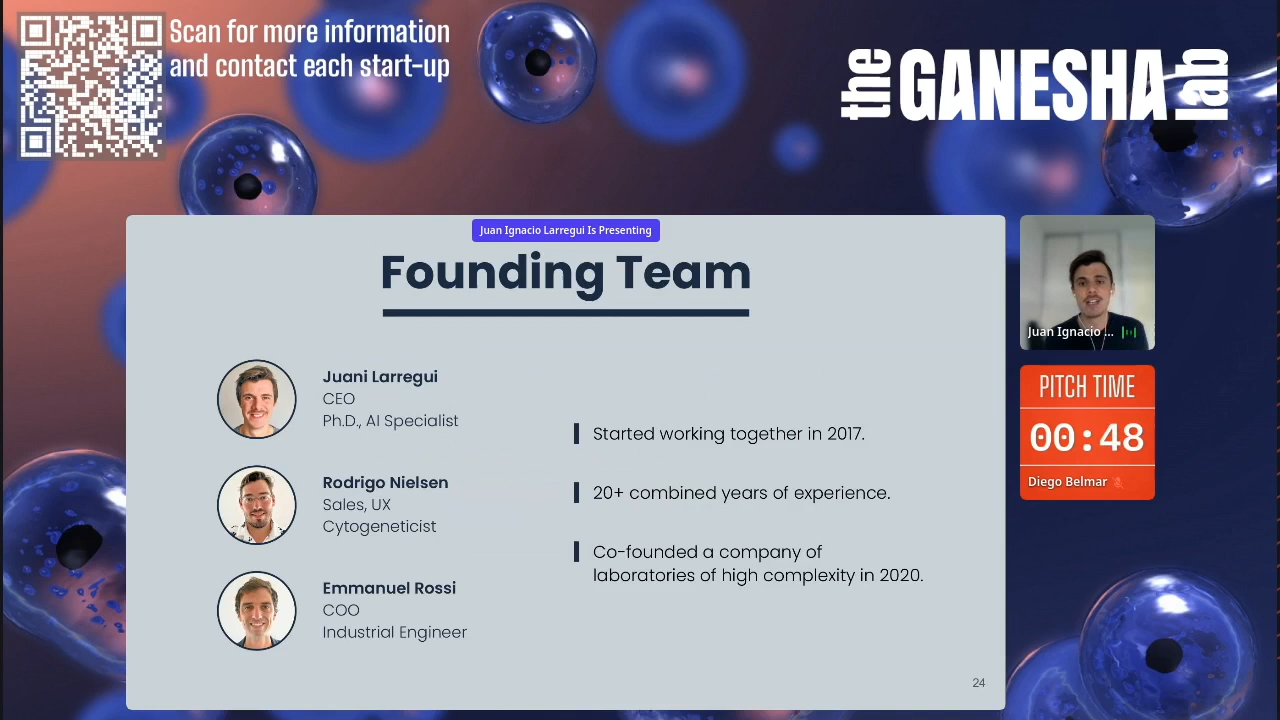 Scan for more information
and contact each start-up
the GANESHA lab
Juan Ignacio Larregui Is Presenting
Founding Team
Juani Larregui
CEO
Ph.D., AI Specialist
Rodrigo Nielsen
Sales, UX
Cytogeneticist
Emmanuel Rossi
COO
Industrial Engineer
Started working together in 2017.
20+ combined years of experience.
Co-founded a company of
laboratories of high complexity in 2020.
24
Juan Ignacio ...
PITCH TIME
00:48
Diego Belmar